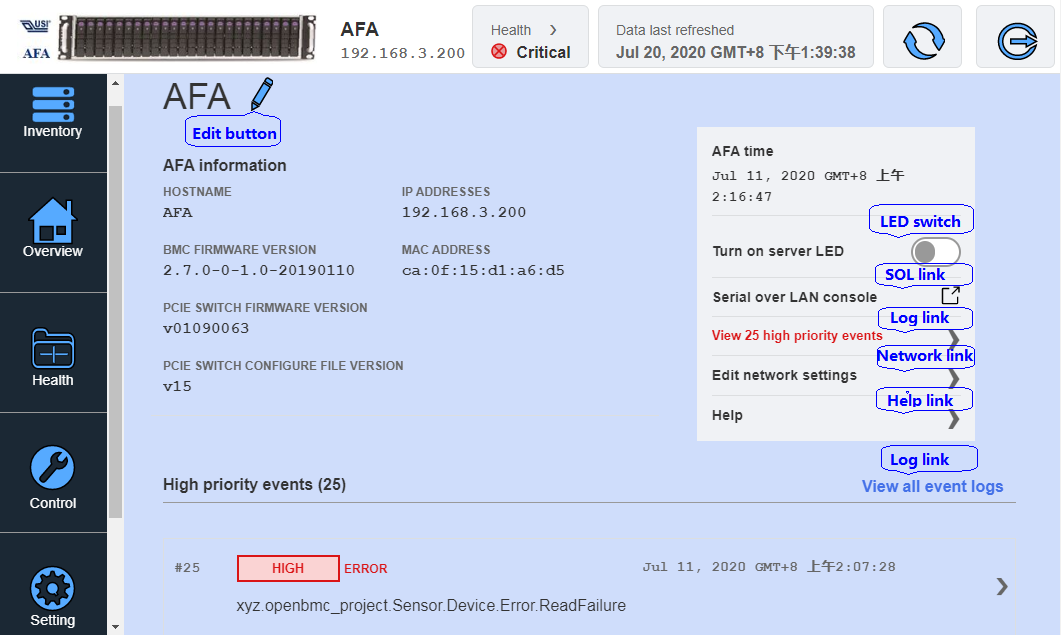 USI
AFA
AFA
192.168.3.200
Health
Critical
Data last refreshed
Jul 20, 2020 GMT+8 下午1:39:38
Inventory
Overview
Health
Control
Setting
AFA
Edit button
AFA information
HOSTNAME
AFA
IP ADDRESSES
192.168.3.200
BMC FIRMWARE VERSION
2.7.0-0-1.0-20190110
MAC ADDRESS
ca:0f:15:d1:a6:d5
PCIE SWITCH FIRMWARE VERSION
v01090063
PCIE SWITCH CONFIGURE FILE VERSION
v15
AFA time
Jul 11, 2020 GMT+8 上午
2:16:47
LED switch
Turn on server LED
SOL link
Serial over LAN console
Log link
View 25 high priority events
Network link
Edit network settings
Help link
Help
Log link
High priority events (25)
View all event logs
#25
HIGH
ERROR
Jul 11, 2020 GMT+8 上午2:07:28
xyz.openbmc_project.Sensor.Device.Error.ReadFailure